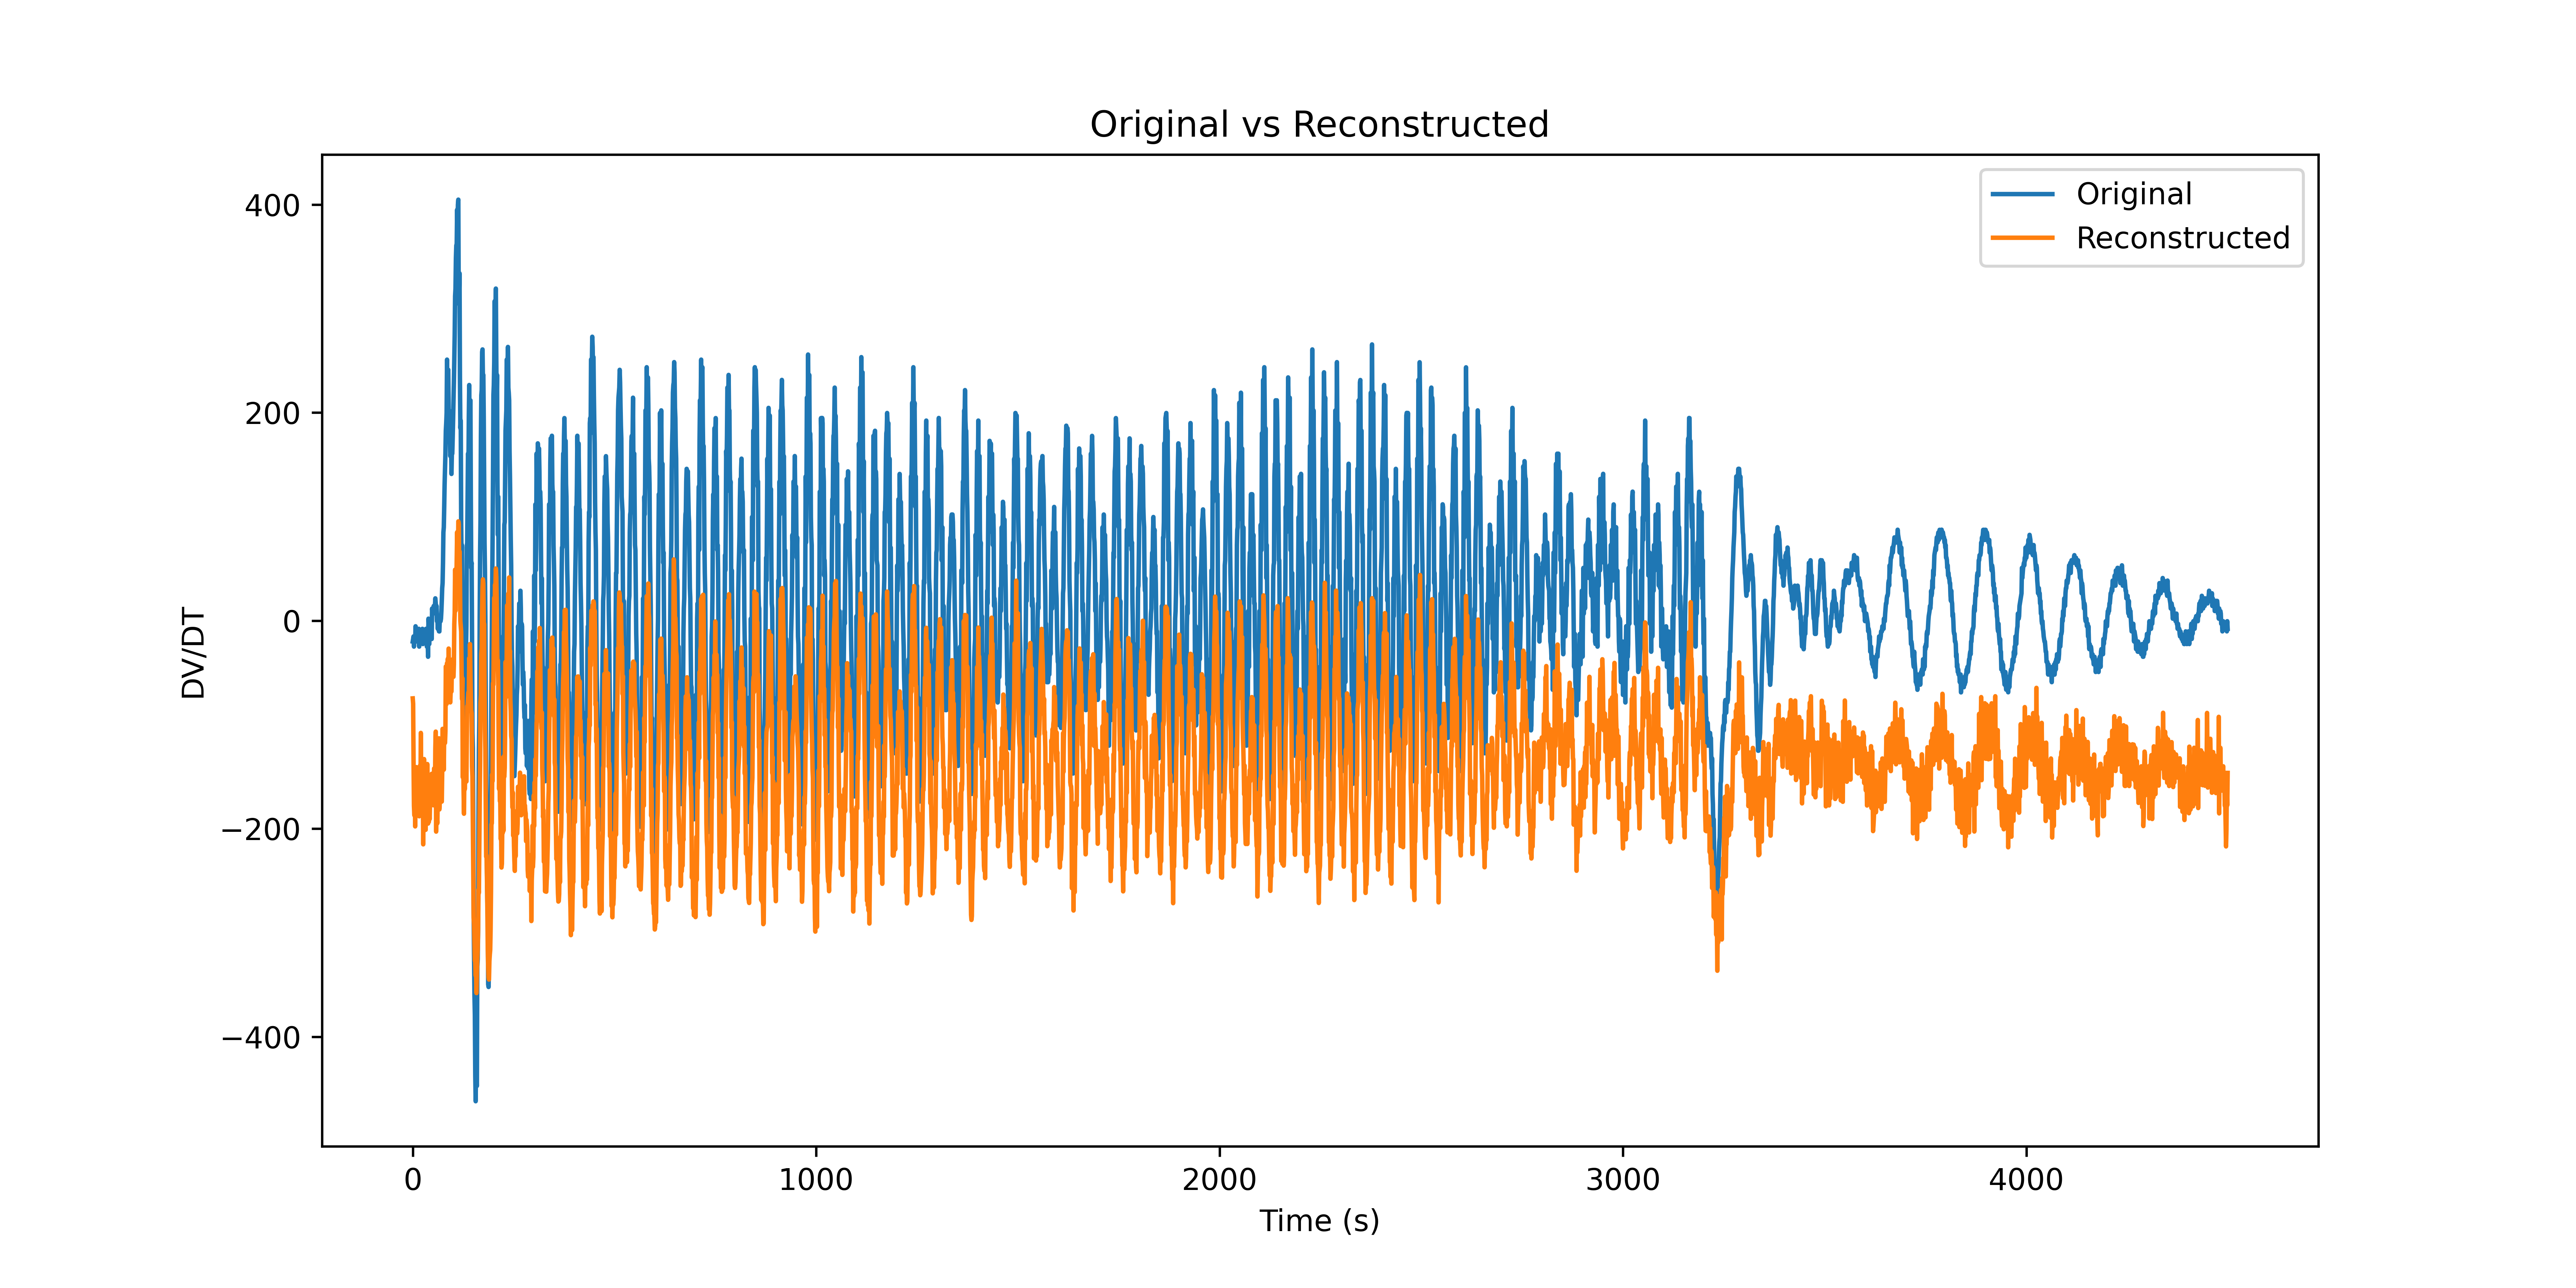 Original vs Reconstructed
Original
Reconstructed
400
200
0
−200
−400
DV/DT
0
1000
2000
3000
4000
Time (s)